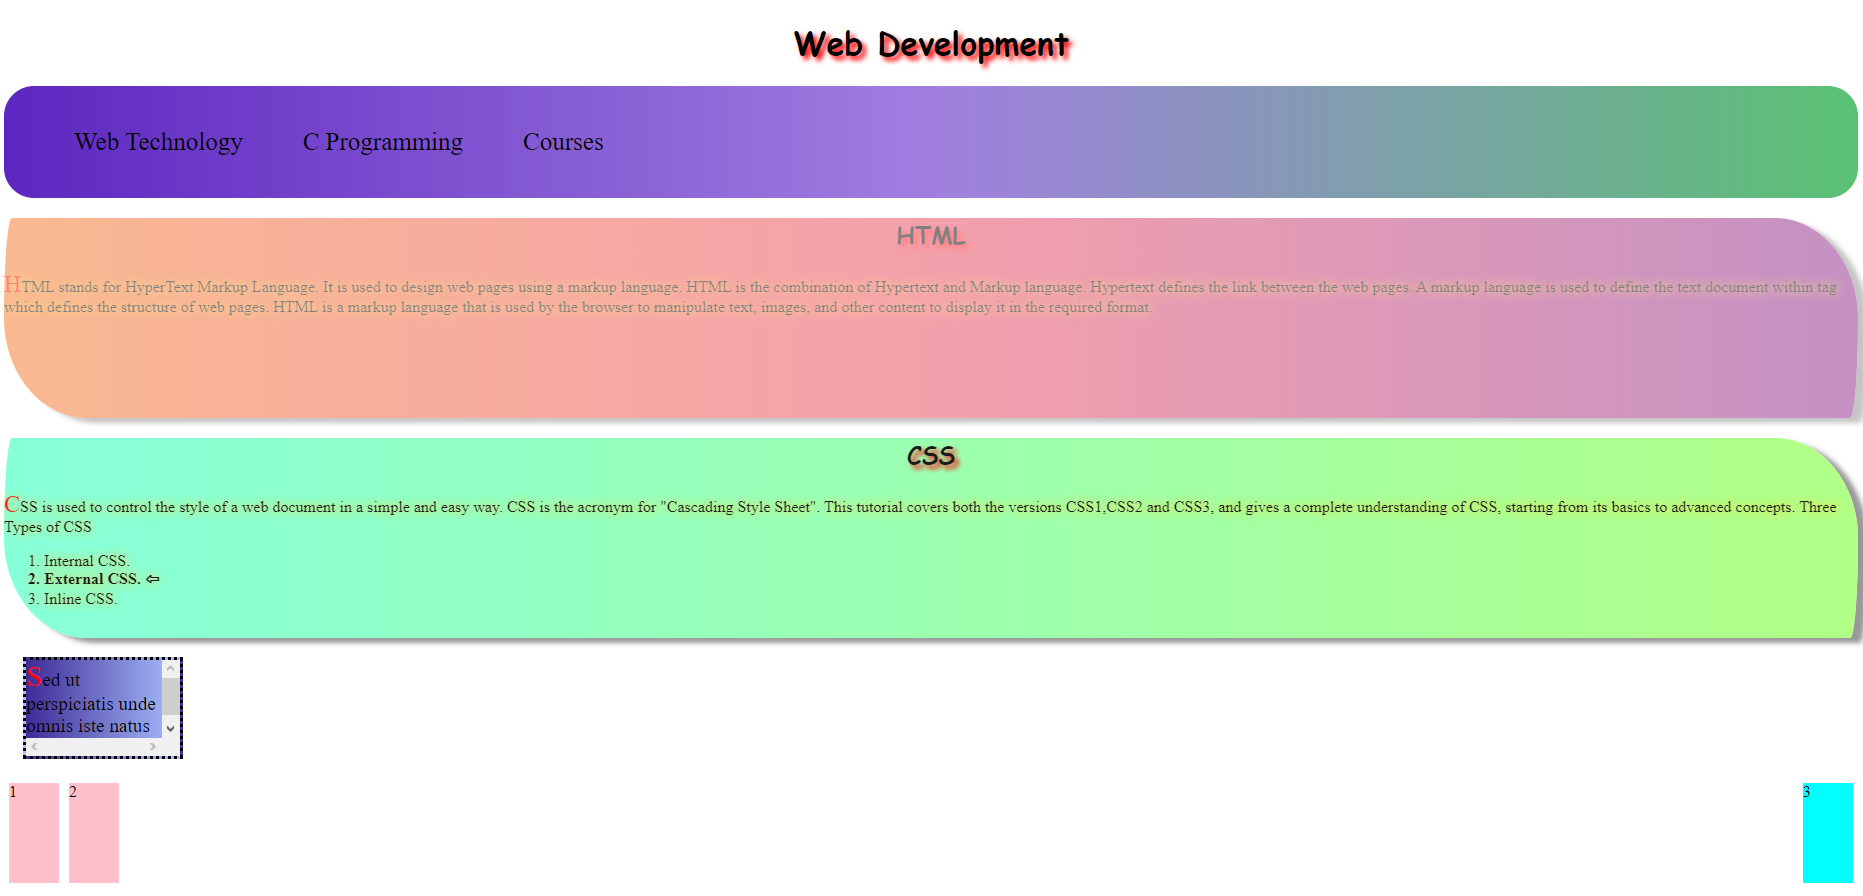 Web Development
Web Technology C Programming Courses
HTML
HTML stands for HyperText Markup Language. It is used to design web pages using a markup language. HTML is the combination of Hypertext and Markup language. Hypertext defines the link between the web pages. A markup language is used to define the text document within tag
which defines the structure of web pages. HTML is a markup language that is used by the browser to manipulate text, images, and other content to display it in the required format.
CSS
CSS is used to control the style of a web document in a simple and easy way. CSS is the acronym for "Cascading Style Sheet". This tutorial covers both the versions CSS1,CSS2 and CSS3, and gives a complete understanding of CSS, starting from its basics to advanced concepts. Three
Types of CSS
1. Internal CSS.
2. External CSS. ⇦
3. Inline CSS.
Sed ut
perspiciatis unde
omnis iste natus
1 2 3